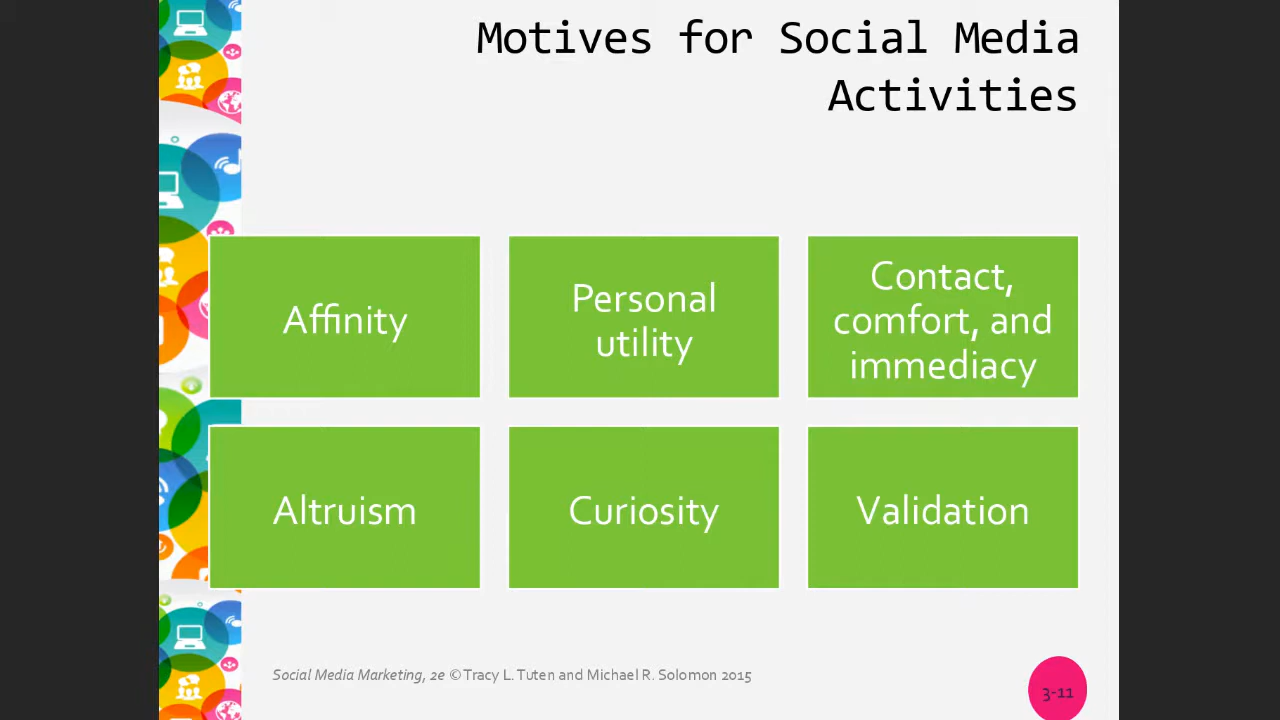 Motives for Social Media
Activities
Affinity
Personal
utility
Contact,
comfort, and
immediacy
Altruism
Curiosity
Validation
Social Media Marketing, 2e © Tracy L. Tuten and Michael R. Solomon 2015
3-11